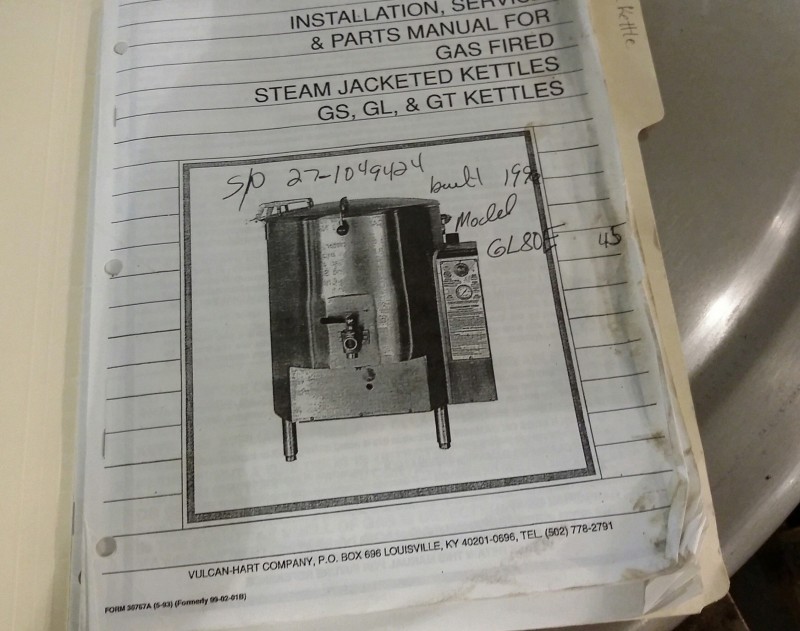 INSTALLATION, SERVICE
& PARTS MANUAL FOR
GAS FIRED
STEAM JACKETED KETTLES
GS, GL, & GT KETTLES
Kettle
S/O 27-1049424
built 199
Model
GL80E 45
VULCAN-HART COMPANY, P.O. BOX 696 LOUISVILLE, KY 40201-0696, TEL. (502) 778-2791
FORM 30767A (5-93) (Formerly 99-02-01B)